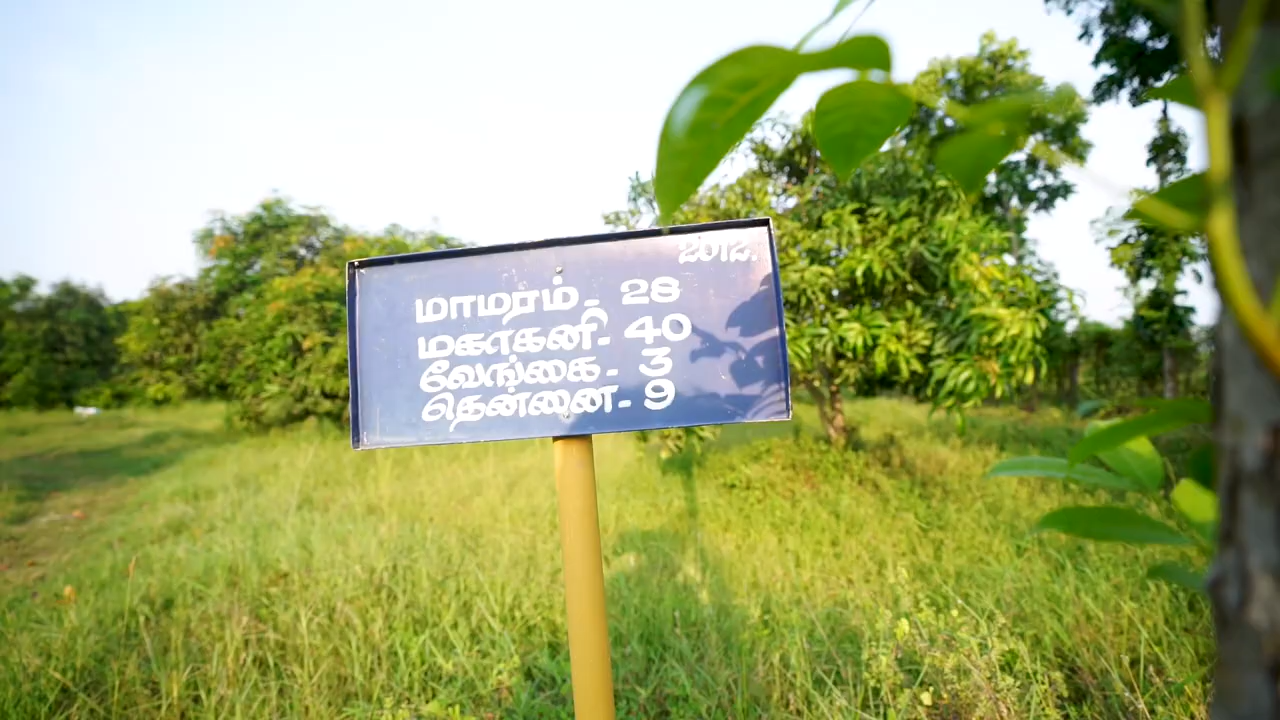 2012.
மாமரம் - 28
மகாகனி - 40
வேங்கை - 3
தென்னை - 9